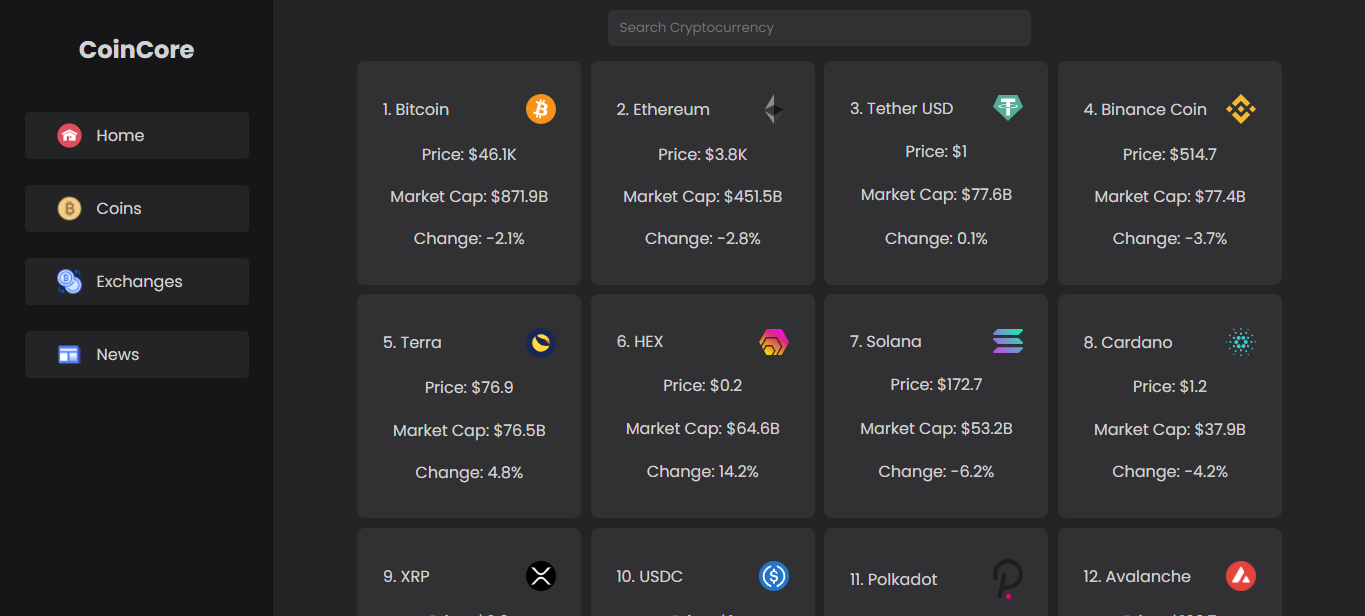 CoinCore
Home
Coins
Exchanges
News
Search Cryptocurrency
1. Bitcoin
Price: $46.1K
Market Cap: $871.9B
Change: -2.1%
2. Ethereum
Price: $3.8K
Market Cap: $451.5B
Change: -2.8%
3. Tether USD
Price: $1
Market Cap: $77.6B
Change: 0.1%
4. Binance Coin
Price: $514.7
Market Cap: $77.4B
Change: -3.7%
5. Terra
Price: $76.9
Market Cap: $76.5B
Change: 4.8%
6. HEX
Price: $0.2
Market Cap: $64.6B
Change: 14.2%
7. Solana
Price: $172.7
Market Cap: $53.2B
Change: -6.2%
8. Cardano
Price: $1.2
Market Cap: $37.9B
Change: -4.2%
9. XRP
10. USDC
11. Polkadot
12. Avalanche